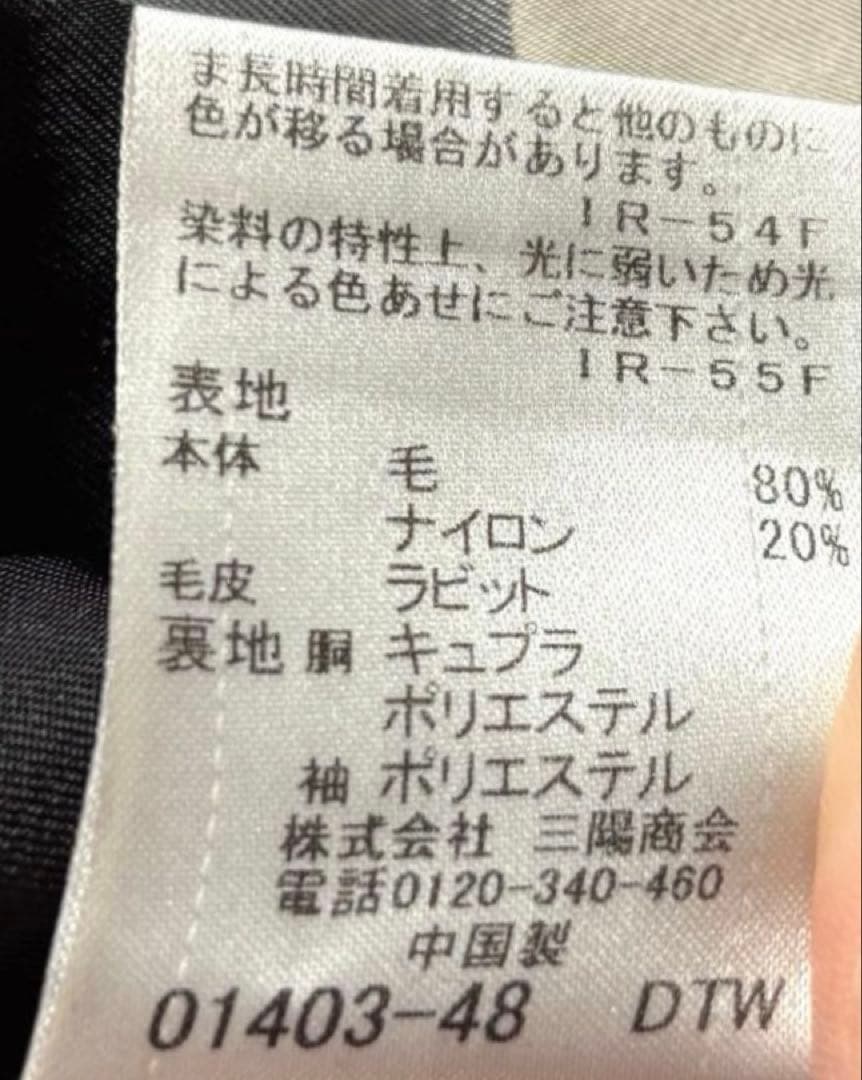 ま長時間着用すると他のものに
色が移る場合があります。
IR-54F
染料の特性上、光に弱いため光
による色あせにご注意下さい。
IR-55F
表地
本体 毛 80%
ナイロン 20%
毛皮 ラビット
裏地 胴 キュプラ
ポリエステル
袖 ポリエステル
株式会社 三陽商会
電話0120-340-460
中国製
01403-48 DTW